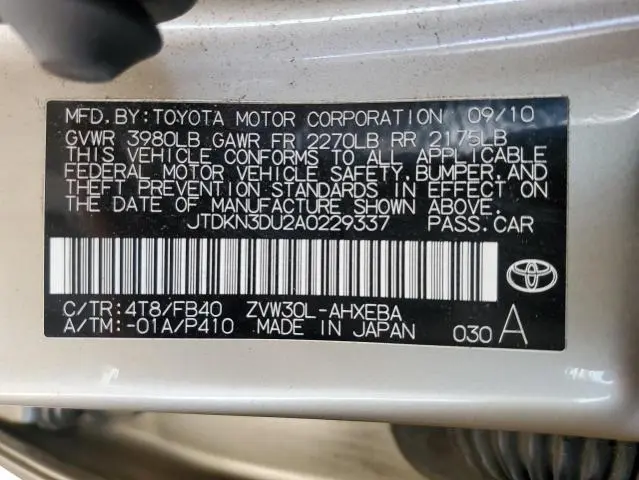 MFD.BY:TOYOTA MOTOR CORPORATION 09/10
GVWR 3980LB GAWR FR 2270LB RR 2175LB
THIS VEHICLE CONFORMS TO ALL APPLICABLE
FEDERAL MOTOR VEHICLE SAFETY,BUMPER,AND
THEFT PREVENTION STANDARDS IN EFFECT ON
THE DATE OF MANUFACTURE SHOWN ABOVE.
JTDKN3DU2A0229337 PASS.CAR
C/TR:4T8/FB40 ZVW30L-AHXEBA
A/TM:-01A/P410 MADE IN JAPAN 030 A